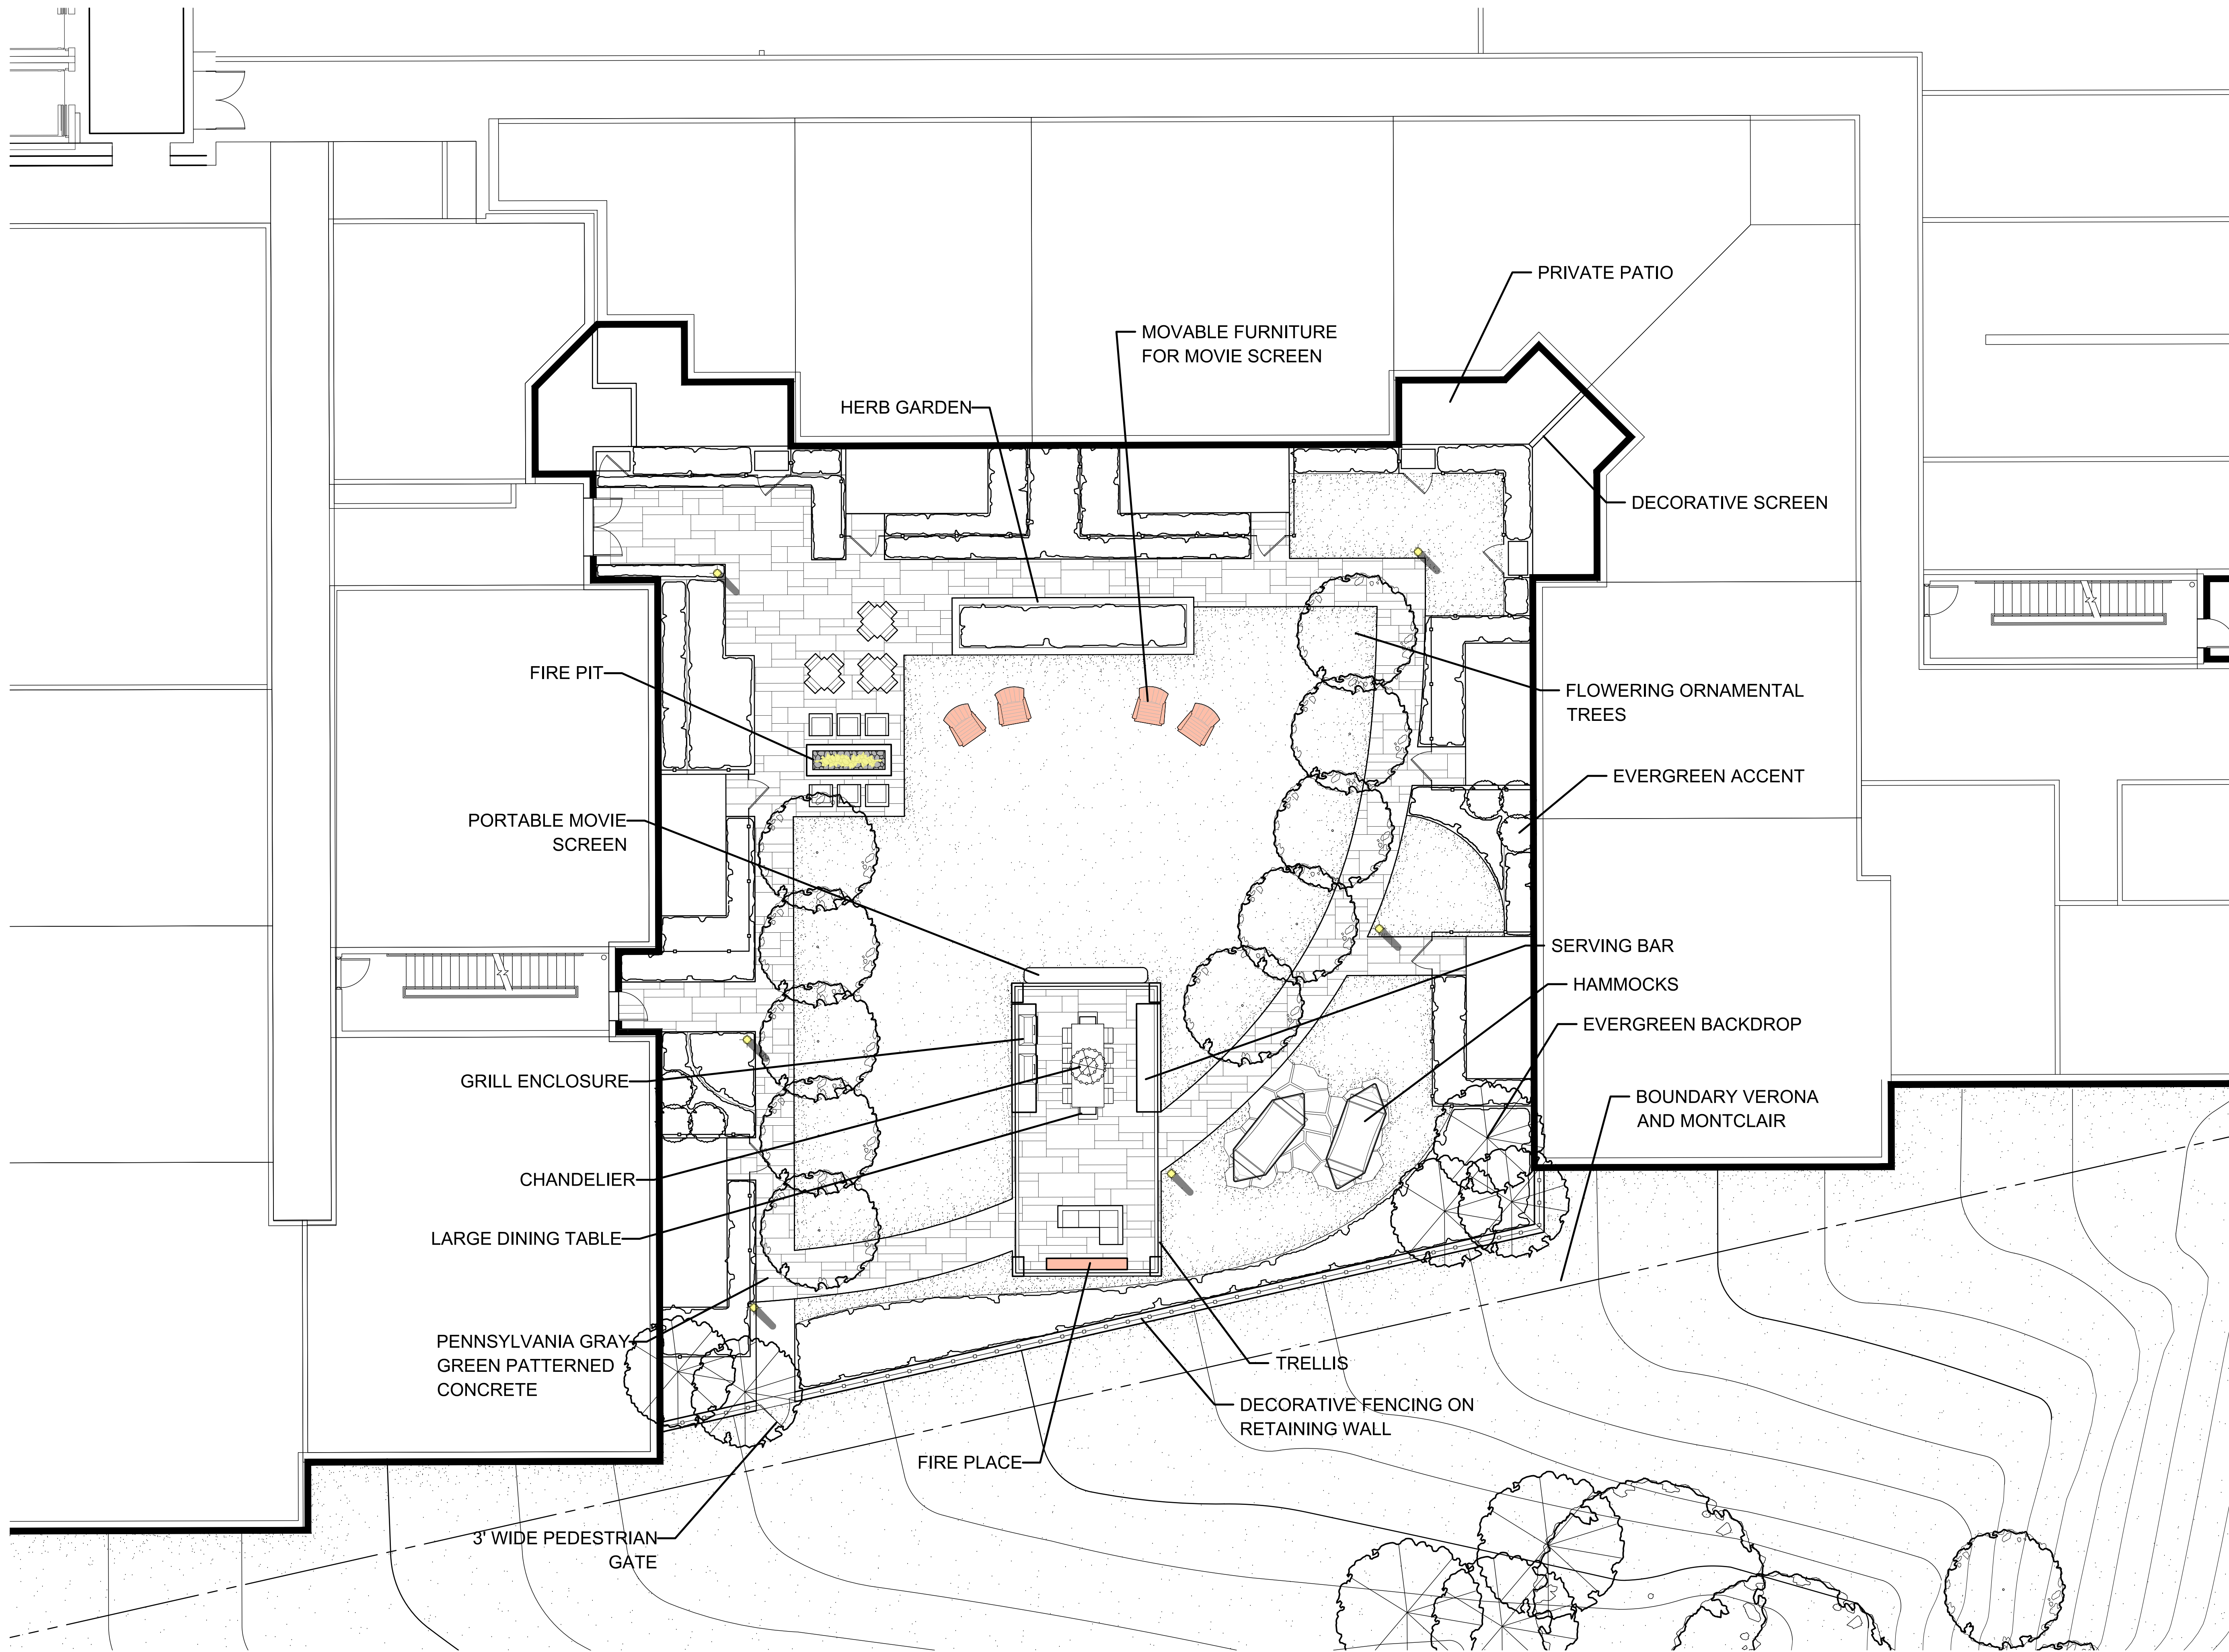 PRIVATE PATIO
MOVABLE FURNITURE
FOR MOVIE SCREEN
HERB GARDEN
DECORATIVE SCREEN
FIRE PIT
FLOWERING ORNAMENTAL
TREES
EVERGREEN ACCENT
PORTABLE MOVIE
SCREEN
SERVING BAR
HAMMOCKS
EVERGREEN BACKDROP
GRILL ENCLOSURE
BOUNDARY VERONA
AND MONTCLAIR
CHANDELIER
LARGE DINING TABLE
PENNSYLVANIA GRAY
GREEN PATTERNED
CONCRETE
TRELLIS
DECORATIVE FENCING ON
RETAINING WALL
FIRE PLACE
3' WIDE PEDESTRIAN
GATE